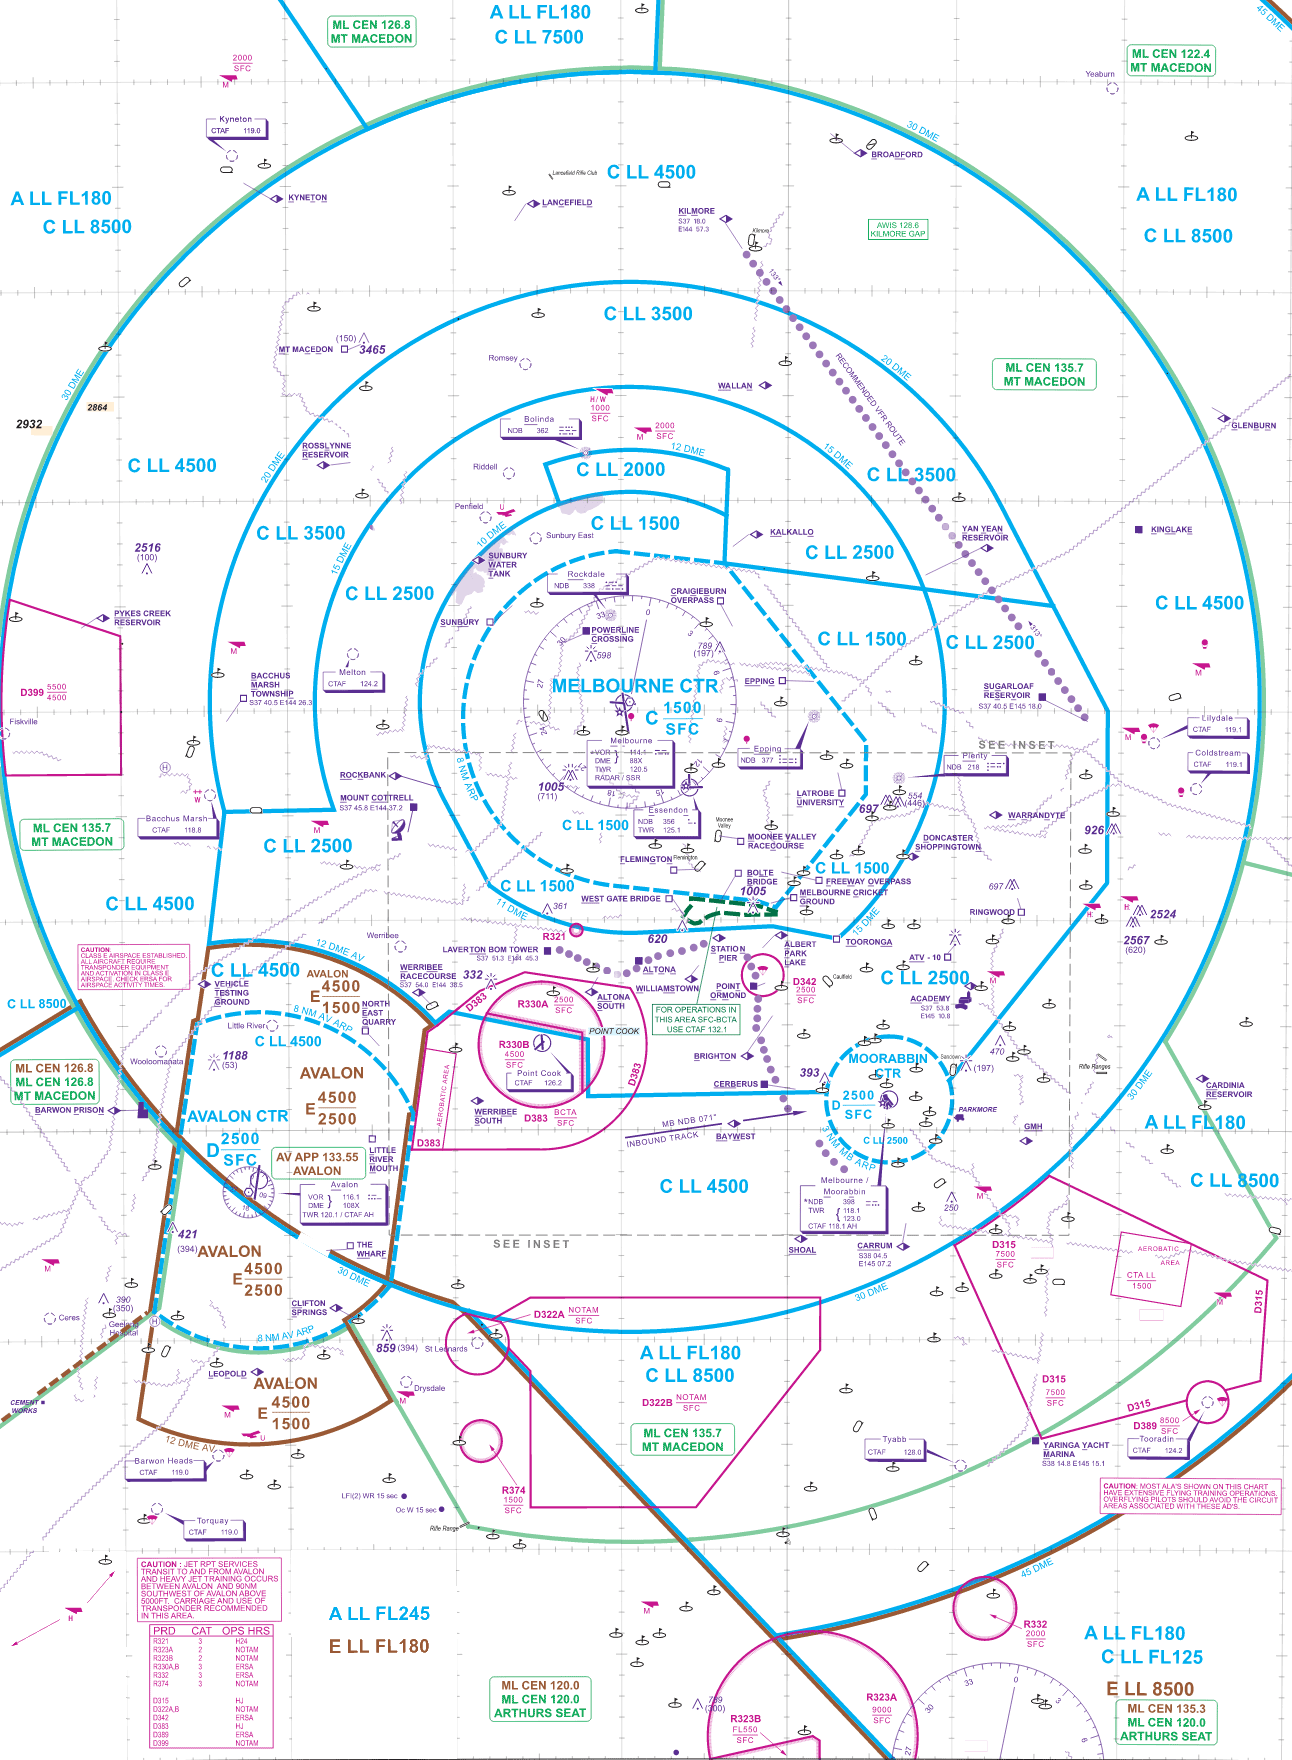 A LL FL180
C LL 7500
ML CEN 126.8
MT MACEDON
45 DME
ML CEN 122.4
MT MACEDON
2000
SFC
M
Yeaburn
Kyneton
CTAF 119.0
30 DME
BROADFORD
C LL 4500
Lancefield Rifle Club
KYNETON
LANCEFIELD
A LL FL180
C LL 8500
KILMORE
S37 18.0
E144 57.3
Kilmore
AWIS 128.6
KILMORE GAP
A LL FL180
C LL 8500
133°
C LL 3500
(150)
MT MACEDON
3465
Romsey
RECOMMENDED VFR ROUTE
20 DME
ML CEN 135.7
MT MACEDON
WALLAN
30 DME
2864
2932
H/W
1000
SFC
Bolinda
NDB 362
M
2000
SFC
GLENBURN
ROSSLYNNE
RESERVOIR
12 DME
15 DME
C LL 4500
20 DME
Riddell
C LL 2000
C LL 3500
Penfield
U
C LL 1500
C LL 3500
10 DME
Sunbury East
KALKALLO
YAN YEAN
RESERVOIR
KINGLAKE
2516
(100)
15 DME
SUNBURY
WATER
TANK
C LL 2500
Rockdale
NDB 338
C LL 2500
CRAIGIEBURN
OVERPASS
C LL 4500
PYKES CREEK
RESERVOIR
SUNBURY
POWERLINE
CROSSING
598
789
(197)
C LL 1500
C LL 2500
313°
M
Melton
CTAF 124.2
BACCHUS
MARSH
TOWNSHIP
S37 40.5 E144 26.3
MELBOURNE CTR
C 1500
SFC
EPPING
SUGARLOAF
RESERVOIR
S37 40.5 E145 18.0
M
D399 5500
4500
Fiskville
Lilydale
CTAF 119.1
M
Melbourne
VOR 114.1
DME 88X
TWR 120.5
RADAR / SSR
Epping
NDB 377
SEE INSET
Plenty
NDB 218
Coldstream
CTAF 119.1
8 NM ARP
ROCKBANK
1005
(711)
MOUNT COTTRELL
S37 45.8 E144 37.2
H
W
Essendon
NDB 356
TWR 125.1
LATROBE
UNIVERSITY
697
554
(446)
WARRANDYTE
Bacchus Marsh
CTAF 118.8
ML CEN 135.7
MT MACEDON
M
C LL 2500
C LL 1500
Moonee
Valley
MOONEE VALLEY
RACECOURSE
926
DONCASTER
SHOPPINGTOWN
FLEMINGTON
Flemington
C LL 1500
BOLTE
BRIDGE
C LL 1500
FREEWAY OVERPASS
1005
MELBOURNE CRICKET
GROUND
697
C LL 4500
11 DME
361
WEST GATE BRIDGE
RINGWOOD
H
H
M
2524
2567
(620)
15 DME
CAUTION
CLASS E AIRSPACE ESTABLISHED.
ALL AIRCRAFT REQUIRE
TRANSPONDER EQUIPMENT
AND ACTIVATION IN CLASS E
AIRSPACE. CHECK ERSA FOR
AIRSPACE ACTIVITY TIMES.
12 DME AV
Werribee
R321
LAVERTON BOM TOWER
S37 51.3 E144 45.3
620
STATION
PIER
ALBERT
PARK
LAKE
TOORONGA
ATV - 10
C LL 4500
VEHICLE
TESTING
GROUND
AVALON
E 4500
1500
WERRIBEE
RACECOURSE
S37 54.0 E144 38.5
332
ALTONA
WILLIAMSTOWN
POINT
ORMOND
D342
2500
SFC
Caulfield
C LL 2500
M
C LL 8500
NORTH
EAST
QUARRY
D383
R330A
2500
SFC
ALTONA
SOUTH
FOR OPERATIONS IN
THIS AREA SFC-BCTA
USE CTAF 132.1
ACADEMY
S37 53.8
E145 10.8
8 NM AV ARP
Little River
C LL 4500
POINT COOK
R330B
4500
SFC
Wooloomanata
1188
(53)
BRIGHTON
MOORABBIN
CTR
Sandown
470
(197)
Rifle Ranges
ML CEN 126.8
ML CEN 126.8
MT MACEDON
AVALON
E 4500
2500
AEROBATIC AREA
Point Cook
CTAF 126.2
D383
CERBERUS
393
CARDINIA
RESERVOIR
30 DME
BARWON PRISON
AVALON CTR
2500
D SFC
WERRIBEE
SOUTH
D383 BCTA
SFC
D 2500
SFC
PARKMORE
MB NDB 071°
INBOUND TRACK
BAYWEST
A LL FL180
D383
C LL 2500
GMH
3 NM MB ARP
AV APP 133.55
AVALON
LITTLE
RIVER
MOUTH
C LL 4500
C LL 8500
Avalon
VOR 116.1
DME 108X
TWR 120.1 / CTAF AH
Melbourne /
Moorabbin
*NDB 398
TWR 118.1
123.0
CTAF 118.1 AH
M
250
421
(394)
AVALON
E 4500
2500
THE
WHARF
SEE INSET
SHOAL
CARRUM
S38 04.5
E145 07.2
D315
7500
SFC
AEROBATIC
AREA
CTA LL
1500
M
30 DME
30 DME
D315
M
390
(350)
Ceres
Geelong
Hospital
H
CLIFTON
SPRINGS
D322A NOTAM
SFC
8 NM AV ARP
859 (394)
St Leonards
A LL FL180
C LL 8500
LEOPOLD
AVALON
E 4500
1500
Drysdale
M
D322B NOTAM
SFC
D315
7500
SFC
D315
CEMENT
WORKS
M
U
12 DME AV
ML CEN 135.7
MT MACEDON
D389 8500
SFC
Tyabb
CTAF 128.0
YARINGA YACHT
MARINA
S38 14.8 E145 15.1
Tooradin
CTAF 124.2
Barwon Heads
CTAF 119.0
R374
1500
SFC
LFl(2) WR 15 sec
Oc W 15 sec
CAUTION: MOST ALA'S SHOWN ON THIS CHART
HAVE EXTENSIVE FLYING TRAINING OPERATIONS.
OVERFLYING PILOTS SHOULD AVOID THE CIRCUIT
AREAS ASSOCIATED WITH THESE AD'S.
Torquay
CTAF 119.0
Rifle Range
CAUTION : JET RPT SERVICES
TRANSIT TO AND FROM AVALON
AND HEAVY JET TRAINING OCCURS
BETWEEN AVALON AND 90NM
SOUTHWEST OF AVALON ABOVE
5000FT. CARRIAGE AND USE OF
TRANSPONDER RECOMMENDED
IN THIS AREA.
45 DME
H
A LL FL245
E LL FL180
M
R332
2000
SFC
A LL FL180
C LL FL125
E LL 8500
PRD CAT OPS HRS
R321 3 H24
R323A 2 NOTAM
R323B 2 NOTAM
R330A,B 3 ERSA
R332 3 ERSA
R374 3 NOTAM
D315 HJ
D322A,B NOTAM
D342 ERSA
D383 HJ
D389 ERSA
D399 NOTAM
ML CEN 120.0
ML CEN 120.0
ARTHURS SEAT
M
R323B
FL550
SFC
R323A
9000
SFC
ML CEN 135.3
ML CEN 120.0
ARTHURS SEAT